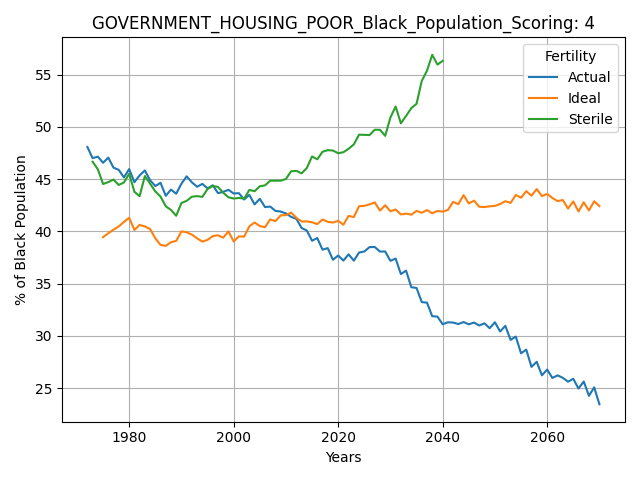 GOVERNMENT_HOUSING_POOR_Black_Population_Scoring: 4
Fertility
Actual
Ideal
Sterile
% of Black Population
55
50
45
40
35
30
25
1980 2000 2020 2040 2060
Years